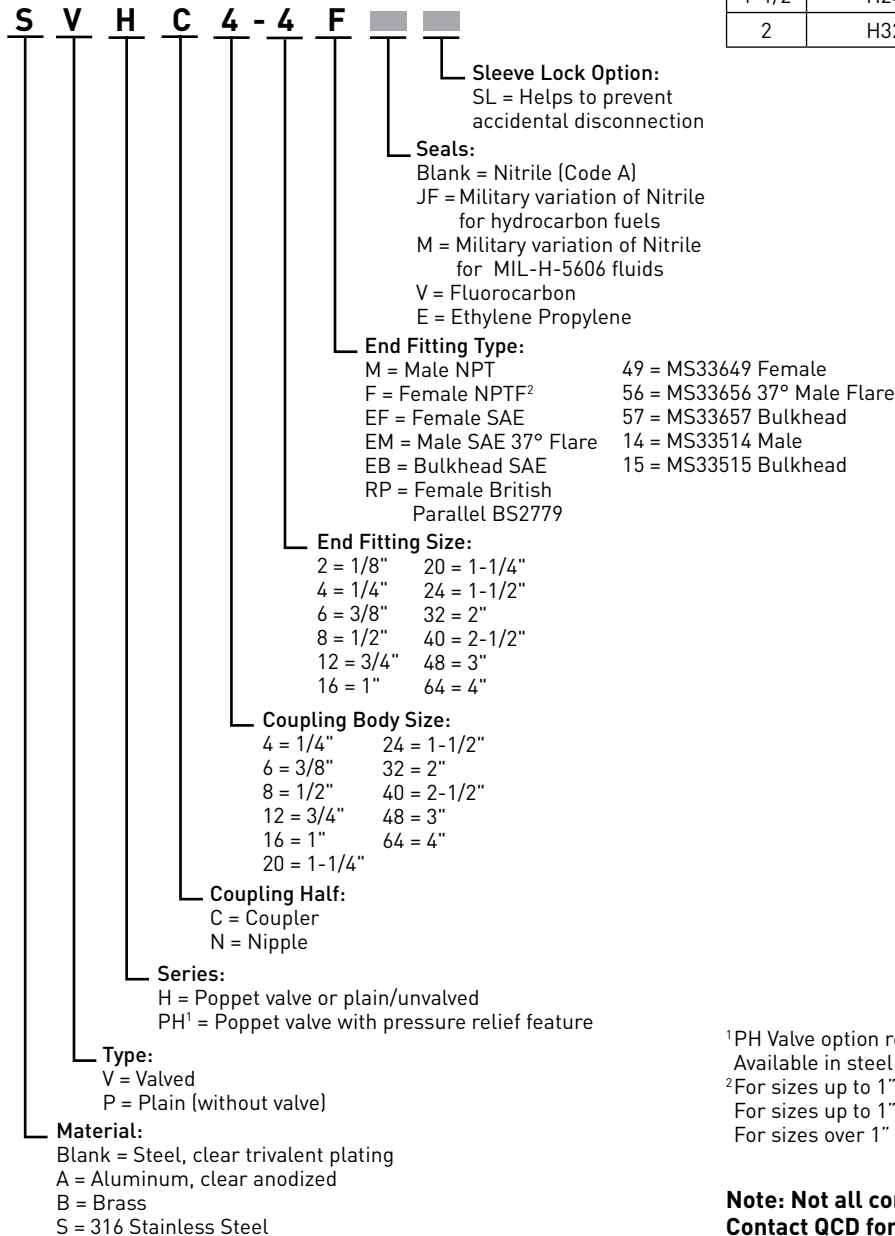 S V H C 4 - 4 F
Sleeve Lock Option:
SL = Helps to prevent
accidental disconnection
Seals:
Blank = Nitrile (Code A)
JF = Military variation of Nitrile
for hydrocarbon fuels
M = Military variation of Nitrile
for MIL-H-5606 fluids
V = Fluorocarbon
E = Ethylene Propylene
End Fitting Type:
M = Male NPT
F = Female NPTF²
EF = Female SAE
EM = Male SAE 37° Flare
EB = Bulkhead SAE
RP = Female British
Parallel BS2779
49 = MS33649 Female
56 = MS33656 37° Male Flare
57 = MS33657 Bulkhead
14 = MS33514 Male
15 = MS33515 Bulkhead
End Fitting Size:
2 = 1/8" 20 = 1-1/4"
4 = 1/4" 24 = 1-1/2"
6 = 3/8" 32 = 2"
8 = 1/2" 40 = 2-1/2"
12 = 3/4" 48 = 3"
16 = 1" 64 = 4"
Coupling Body Size:
4 = 1/4" 24 = 1-1/2"
6 = 3/8" 32 = 2"
8 = 1/2" 40 = 2-1/2"
12 = 3/4" 48 = 3"
16 = 1" 64 = 4"
20 = 1-1/4"
Coupling Half:
C = Coupler
N = Nipple
Series:
H = Poppet valve or plain/unvalved
PH¹ = Poppet valve with pressure relief feature
Type:
V = Valved
P = Plain (without valve)
Material:
Blank = Steel, clear trivalent plating
A = Aluminum, clear anodized
B = Brass
S = 316 Stainless Steel
2 H32
¹PH Valve option
Available in steel
²For sizes up to 1"
For sizes up to 1"
For sizes over 1"
Note: Not all
Contact QCD for